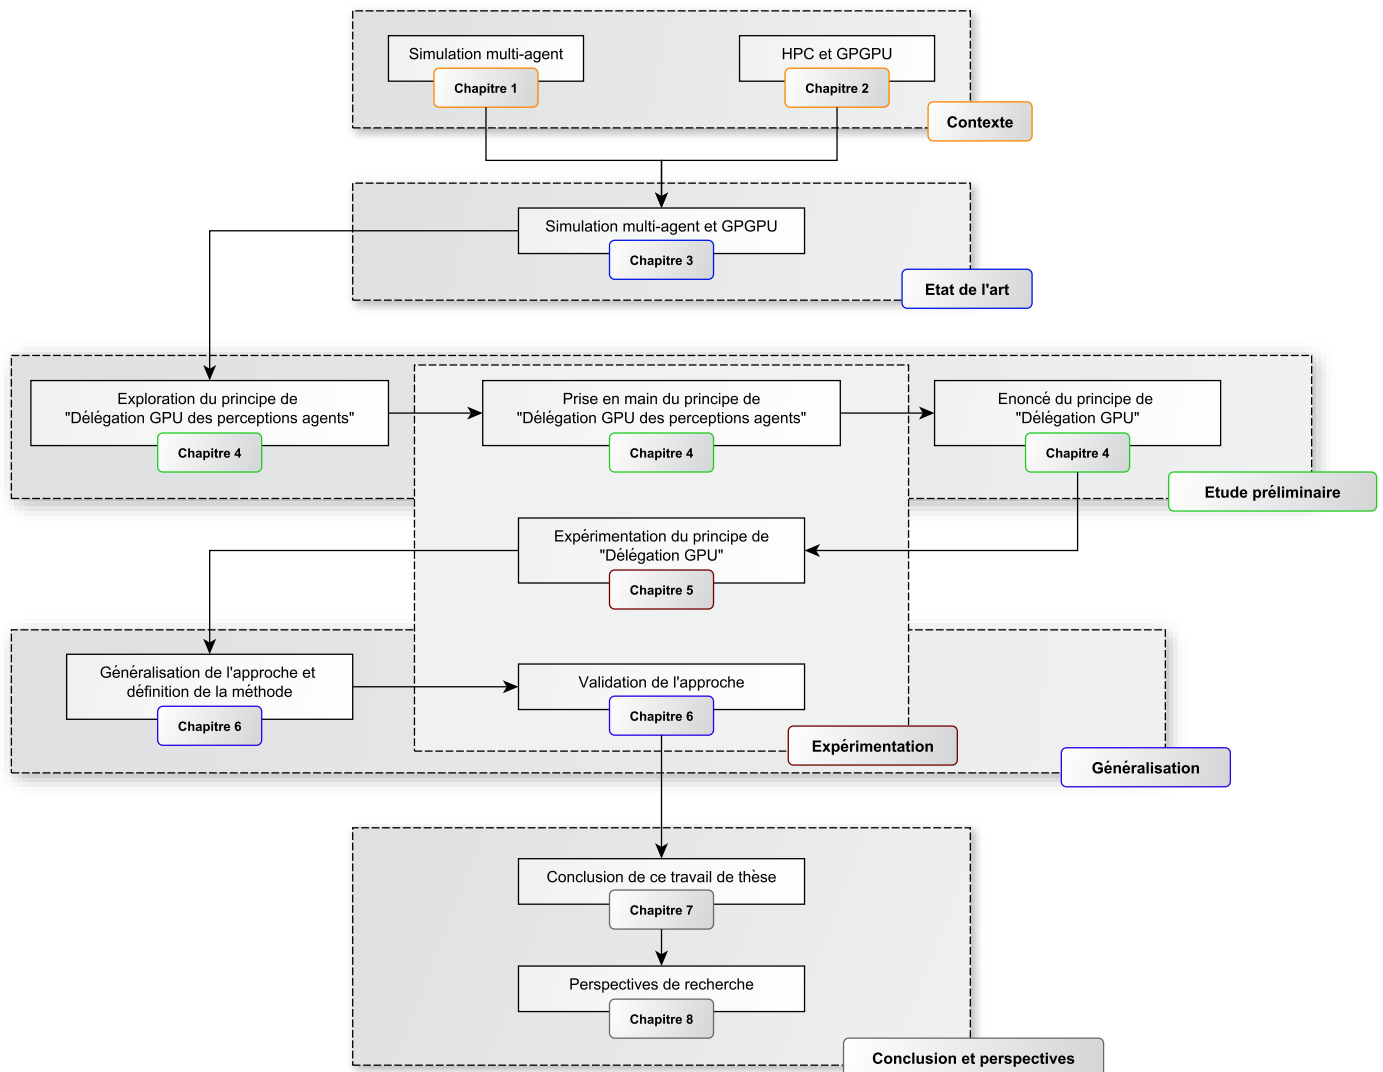 Simulation multi-agent
Chapitre 1
HPC et GPGPU
Chapitre 2
Contexte
Simulation multi-agent et GPGPU
Chapitre 3
Etat de l'art
Exploration du principe de
"Délégation GPU des perceptions agents"
Chapitre 4
Prise en main du principe de
"Délégation GPU des perceptions agents"
Chapitre 4
Enoncé du principe de
"Délégation GPU"
Chapitre 4
Etude préliminaire
Expérimentation du principe de
"Délégation GPU"
Chapitre 5
Généralisation de l'approche et
définition de la méthode
Chapitre 6
Validation de l'approche
Chapitre 6
Expérimentation
Généralisation
Conclusion de ce travail de thèse
Chapitre 7
Perspectives de recherche
Chapitre 8
Conclusion et perspectives